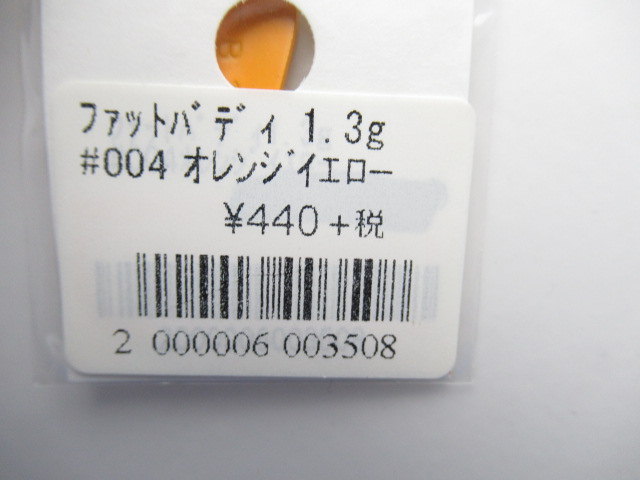 ﾌｧｯﾄﾊﾞﾃﾞｨ 1.3g
#004 ｵﾚﾝｼﾞｲｴﾛｰ
¥440+税
2 000006 003508